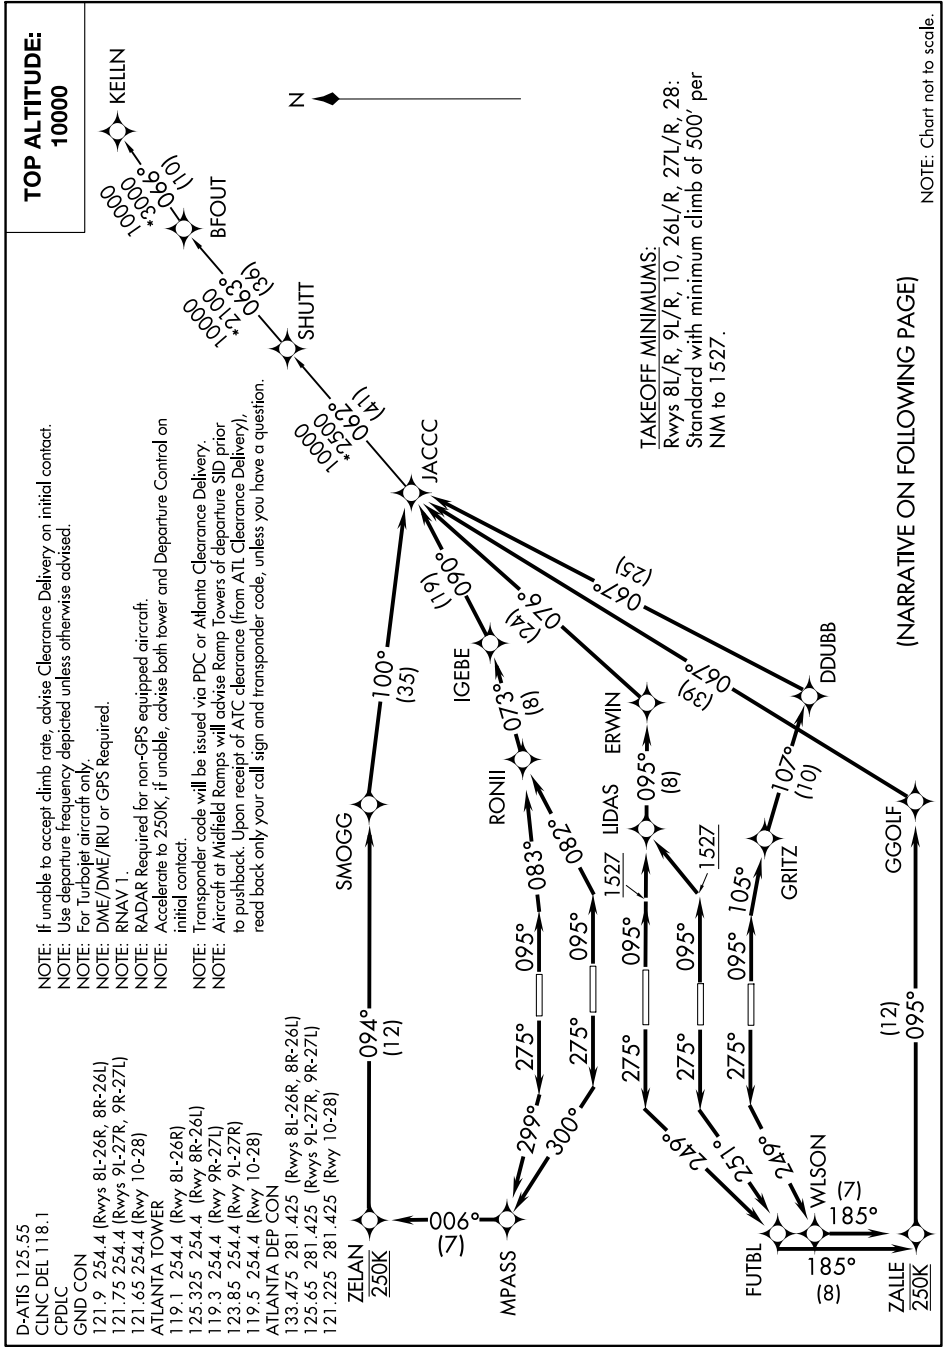 TOP ALTITUDE:
10000
D-ATIS 125.55
CLNC DEL 118.1
CPDLC
GND CON
121.9 254.4 (Rwys 8L-26R, 8R-26L)
121.75 254.4 (Rwys 9L-27R, 9R-27L)
121.65 254.4 (Rwy 10-28)
ATLANTA TOWER
119.1 254.4 (Rwy 8L-26R)
125.325 254.4 (Rwy 8R-26L)
119.3 254.4 (Rwy 9R-27L)
123.85 254.4 (Rwy 9L-27R)
119.5 254.4 (Rwy 10-28)
ATLANTA DEP CON
133.475 281.425 (Rwys 8L-26R, 8R-26L)
125.65 281.425 (Rwys 9L-27R, 9R-27L)
121.225 281.425 (Rwy 10-28)
NOTE: If unable to accept climb rate, advise Clearance Delivery on initial contact.
NOTE: Use departure frequency depicted unless otherwise advised.
NOTE: For Turbojet aircraft only.
NOTE: DME/DME/IRU or GPS Required.
NOTE: RNAV 1.
NOTE: RADAR Required for non-GPS equipped aircraft.
NOTE: Accelerate to 250K, if unable, advise both tower and Departure Control on
initial contact.
NOTE: Transponder code will be issued via PDC or Atlanta Clearance Delivery.
NOTE: Aircraft at Midfield Ramps will advise Ramp Towers of departure SID prior
to pushback. Upon receipt of ATC clearance (from ATL Clearance Delivery),
read back only your call sign and transponder code, unless you have a question.
KELLN
10000
*3000
066°
(10)
BFOUT
10000
*2100
063°
(36)
SHUTT
10000
*2500
062°
(41)
JACCC
N
ZELAN
250K
094°
(12)
SMOGG
100°
(35)
006°
(7)
MPASS
299°
300°
275°
095°
083°
275°
095°
082°
RONII
073°
(8)
IGEBE
090°
(19)
275°
095°
1527
LIDAS
095°
(8)
ERWIN
076°
(24)
249°
251°
275°
095°
1527
249°
275°
095°
105°
GRITZ
107°
(10)
DDUBB
067°
(25)
FUTBL
WLSON
185°
(7)
185°
(8)
ZALLE
250K
095°
(12)
GGOLF
067°
(39)
TAKEOFF MINIMUMS:
Rwys 8L/R, 9L/R, 10, 26L/R, 27L/R, 28:
Standard with minimum climb of 500' per
NM to 1527.
(NARRATIVE ON FOLLOWING PAGE)
NOTE: Chart not to scale.